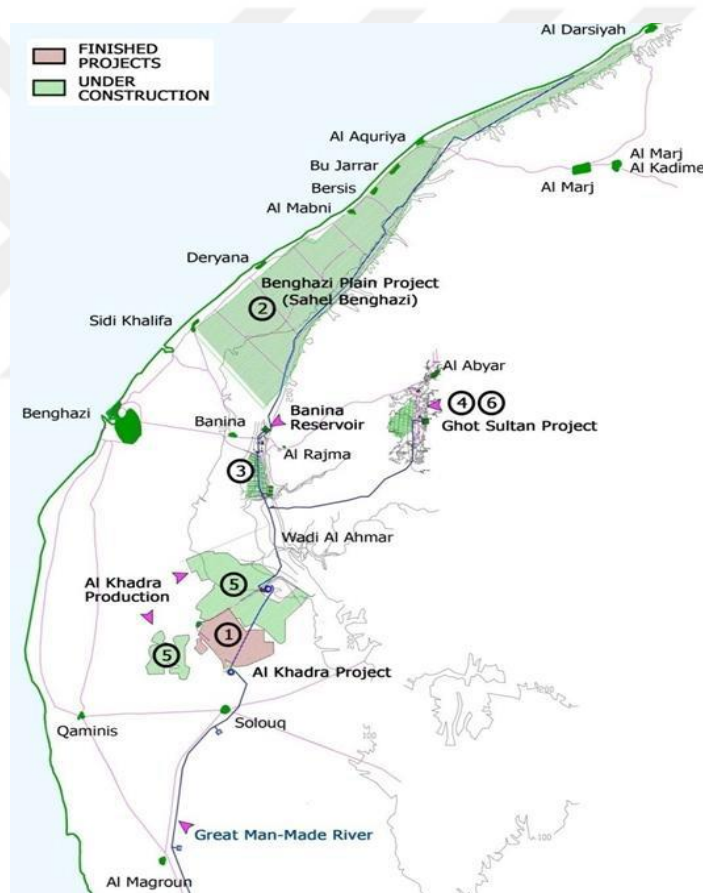 FINISHED
PROJECTS
UNDER
CONSTRUCTION
Al Darsiyah
Al Aquriya
Bu Jarrar
Bersis
Al Mabni
Al Marj
Al Marj
Al Kadime
Deryana
Benghazi Plain Project
(Sahel Benghazi)
2
Sidi Khalifa
Al Abyar
Benghazi
Banina
Banina
Reservoir
200
4 6
Ghot Sultan Project
Al Rajma
3
Wadi Al Ahmar
Al Khadra
Production
5
1
5
Al Khadra Project
Qaminis
Solouq
100
Great Man-Made River
100
Al Magroun